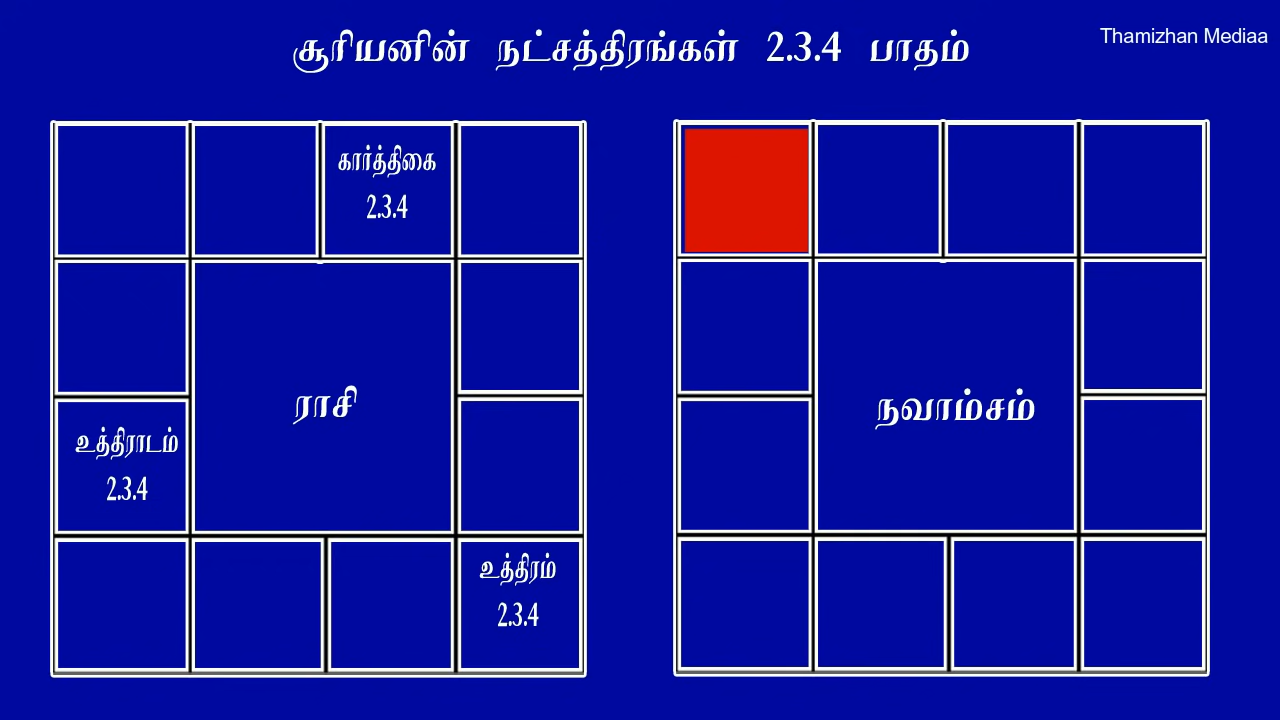 சூரியனின் நட்சத்திரங்கள் 2.3.4 பாதம்
Thamizhan Mediaa
கார்த்திகை
2.3.4
ராசி
உத்திராடம்
2.3.4
உத்திரம்
2.3.4
நவாம்சம்